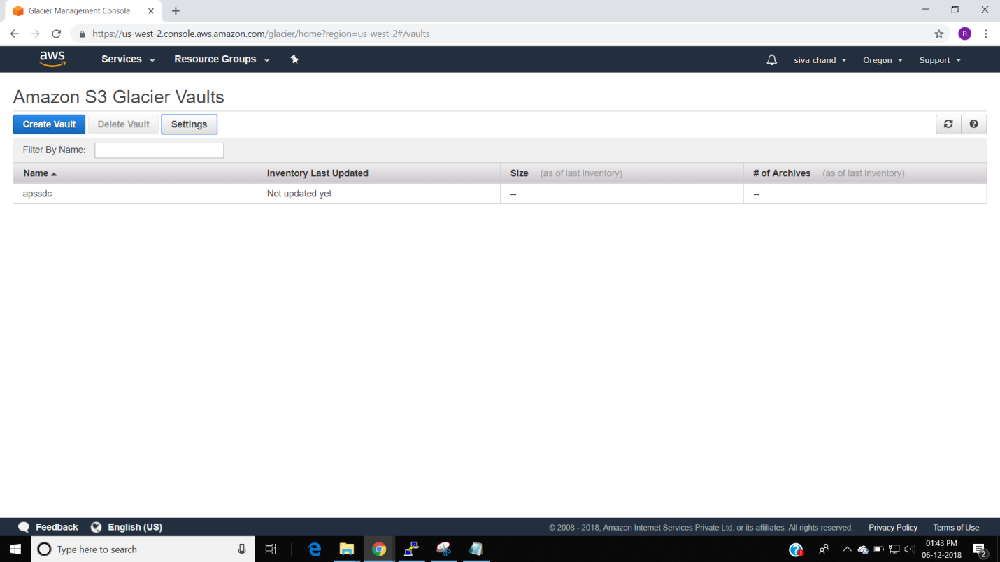 Glacier Management Console
https://us-west-2.console.aws.amazon.com/glacier/home?region=us-west-2#/vaults
R
aws Services Resource Groups siva chand Oregon Support
Amazon S3 Glacier Vaults
Create Vault Delete Vault Settings
Filter By Name:
Name Inventory Last Updated Size (as of last inventory) # of Archives (as of last inventory)
apssdc Not updated yet -- --
Feedback English (US) © 2008 - 2018, Amazon Internet Services Private Ltd. or its affiliates. All rights reserved. Privacy Policy Terms of Use
Type here to search
01:43 PM
06-12-2018
2